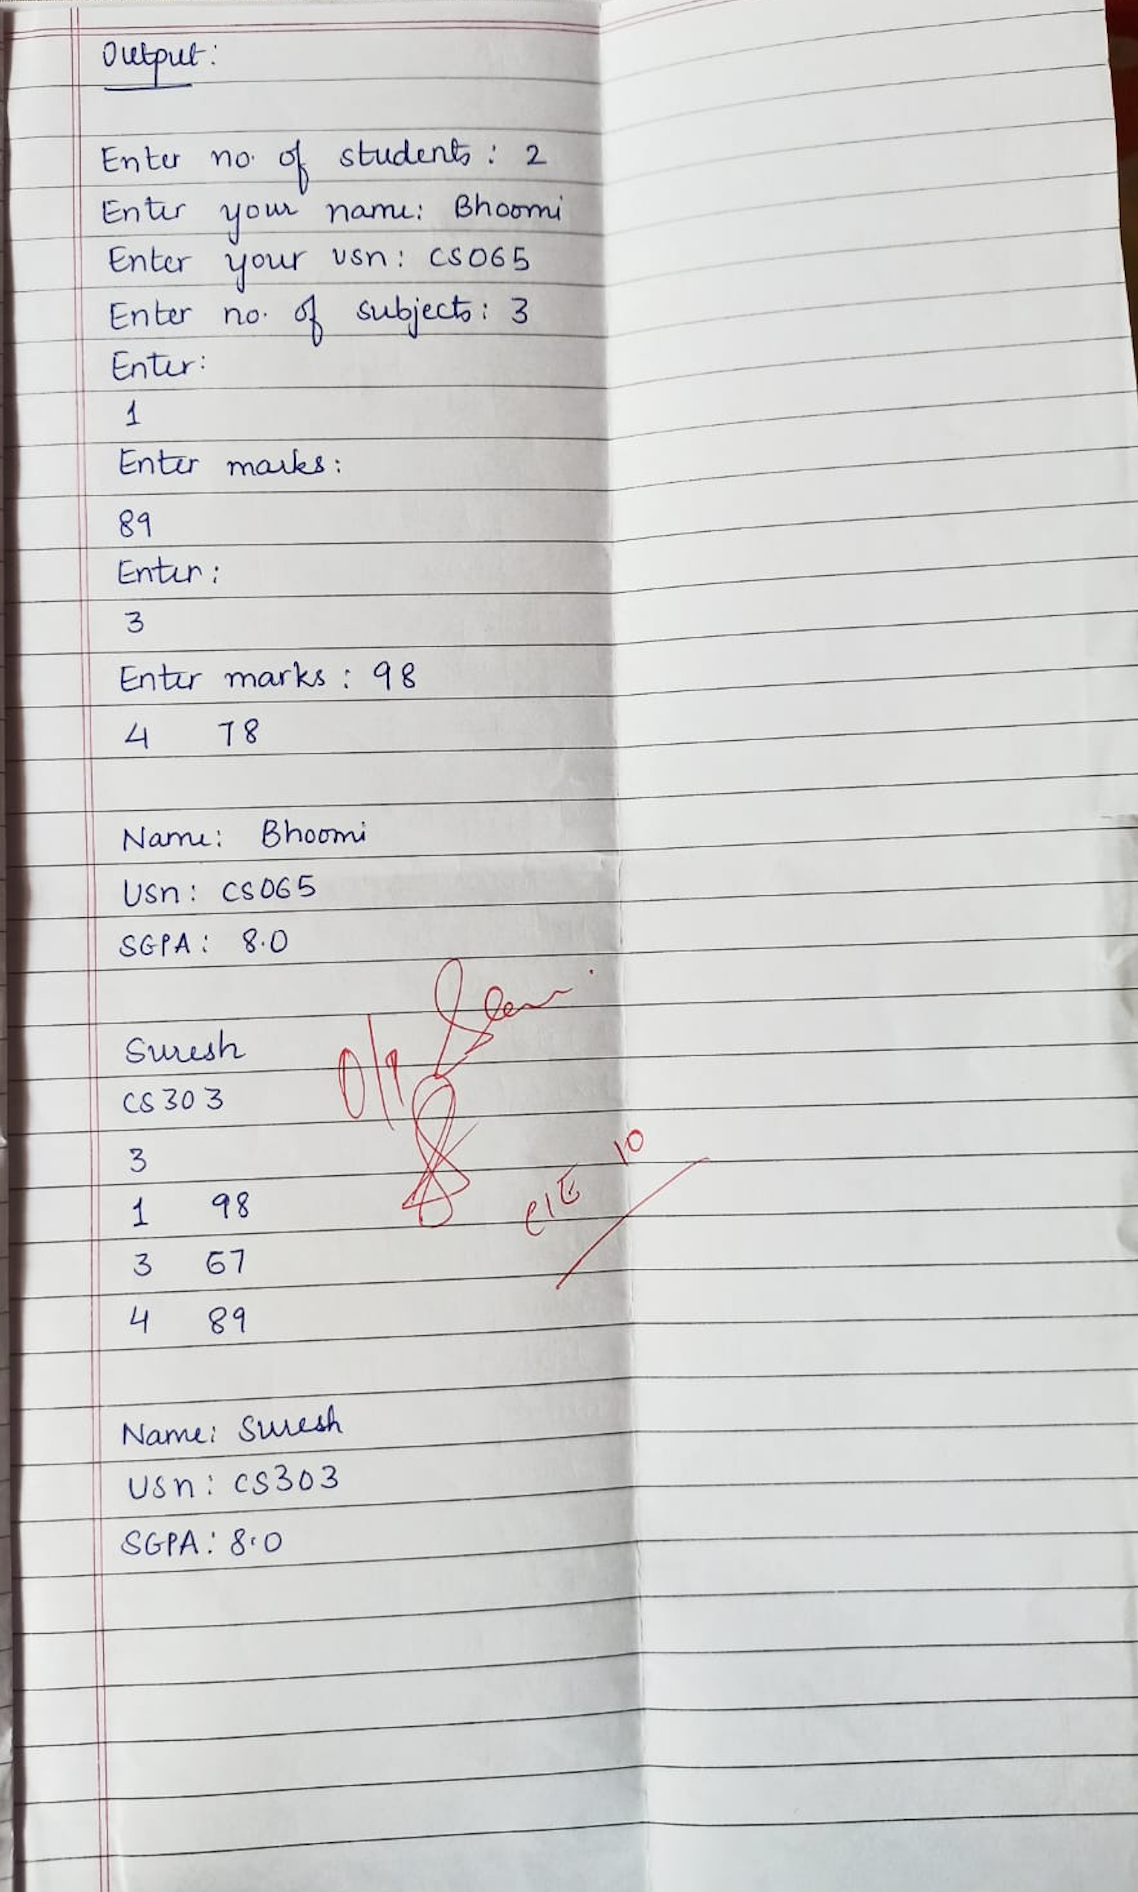 Output:
Enter no. of students: 2
Enter your name: Bhoomi
Enter your usn: CS065
Enter no. of subjects: 3
Enter:
1
Enter marks:
89
Enter:
3
Enter marks: 98
4 78
Name: Bhoomi
Usn: CS065
SGPA: 8.0
O/P Seen
Suresh
CS303
3
CIE 10
1 98
3 67
4 89
Name: Suresh
Usn: CS303
SGPA: 8.0